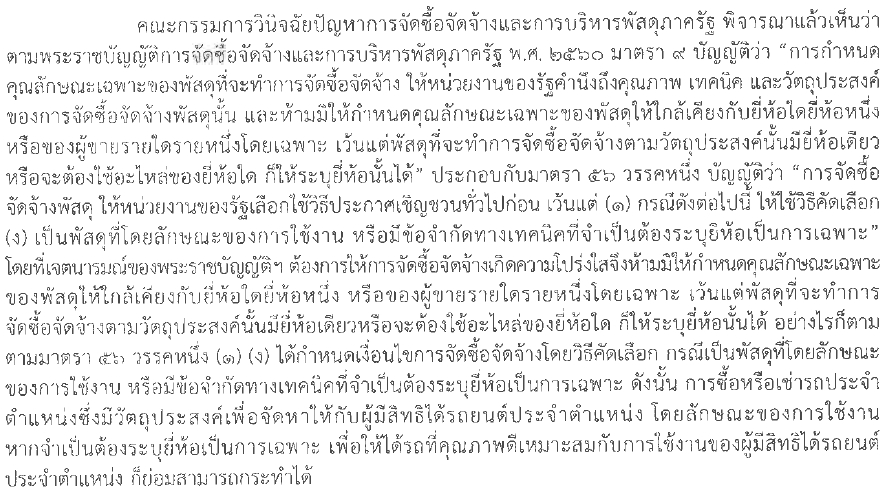 คณะกรรมการวินิจฉัยปัญหาการจัดซื้อจัดจ้างและการบริหารพัสดุภาครัฐ พิจารณาแล้วเห็นว่า
ตามพระราชบัญญัติการจัดซื้อจัดจ้างและการบริหารพัสดุภาครัฐ พ.ศ. ๒๕๖๐ มาตรา ๙ บัญญัติว่า “การกำหนด
คุณลักษณะเฉพาะของพัสดุที่จะทำการจัดซื้อจัดจ้าง ให้หน่วยงานของรัฐคำนึงถึงคุณภาพ เทคนิค และวัตถุประสงค์
ของการจัดซื้อจัดจ้างพัสดุนั้น และห้ามมิให้กำหนดคุณลักษณะเฉพาะของพัสดุให้ใกล้เคียงกับยี่ห้อใดยี่ห้อหนึ่ง
หรือของผู้ขายรายใดรายหนึ่งโดยเฉพาะ เว้นแต่พัสดุที่จะทำการจัดซื้อจัดจ้างตามวัตถุประสงค์นั้นมียี่ห้อเดียว
หรือจะต้องใช้อะไหล่ของยี่ห้อใด ก็ให้ระบุยี่ห้อนั้นได้” ประกอบกับมาตรา ๕๖ วรรคหนึ่ง บัญญัติว่า “การจัดซื้อ
จัดจ้างพัสดุ ให้หน่วยงานของรัฐเลือกใช้วิธีประกาศเชิญชวนทั่วไปก่อน เว้นแต่ (๑) กรณีดังต่อไปนี้ ให้ใช้วิธีคัดเลือก
(ง) เป็นพัสดุที่โดยลักษณะของการใช้งาน หรือมีข้อจำกัดทางเทคนิคที่จำเป็นต้องระบุยี่ห้อเป็นการเฉพาะ”
โดยที่เจตนารมณ์ของพระราชบัญญัติฯ ต้องการให้การจัดซื้อจัดจ้างเกิดความโปร่งใสจึงห้ามมิให้กำหนดคุณลักษณะเฉพาะ
ของพัสดุให้ใกล้เคียงกับยี่ห้อใดยี่ห้อหนึ่ง หรือของผู้ขายรายใดรายหนึ่งโดยเฉพาะ เว้นแต่พัสดุที่จะทำการ
จัดซื้อจัดจ้างตามวัตถุประสงค์นั้นมียี่ห้อเดียวหรือจะต้องใช้อะไหล่ของยี่ห้อใด ก็ให้ระบุยี่ห้อนั้นได้ อย่างไรก็ตาม
ตามมาตรา ๕๖ วรรคหนึ่ง (๑) (ง) ได้กำหนดเงื่อนไขการจัดซื้อจัดจ้างโดยวิธีคัดเลือก กรณีเป็นพัสดุที่โดยลักษณะ
ของการใช้งาน หรือมีข้อจำกัดทางเทคนิคที่จำเป็นต้องระบุยี่ห้อเป็นการเฉพาะ ดังนั้น การซื้อหรือเช่ารถประจำ
ตำแหน่งซึ่งมีวัตถุประสงค์เพื่อจัดหาให้กับผู้มีสิทธิได้รถยนต์ประจำตำแหน่ง โดยลักษณะของการใช้งาน
หากจำเป็นต้องระบุยี่ห้อเป็นการเฉพาะ เพื่อให้ได้รถที่คุณภาพดีเหมาะสมกับการใช้งานของผู้มีสิทธิได้รถยนต์
ประจำตำแหน่ง ก็ย่อมสามารถกระทำได้